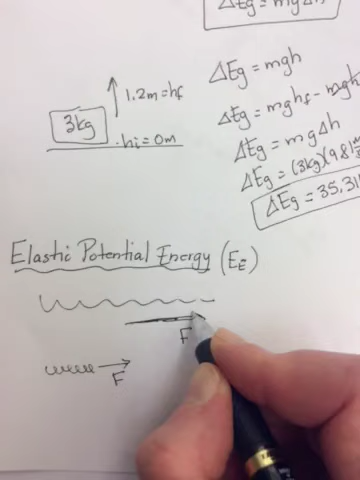 ΔEg = mgΔh
ΔEg = mgh
1.2m = hf
3kg
hi = 0m
ΔEg = mghf - mgh
ΔEg = mgΔh
ΔEg = (3kg)(9.81
ΔEg = 35.31
Elastic Potential Energy (EE)
F
F